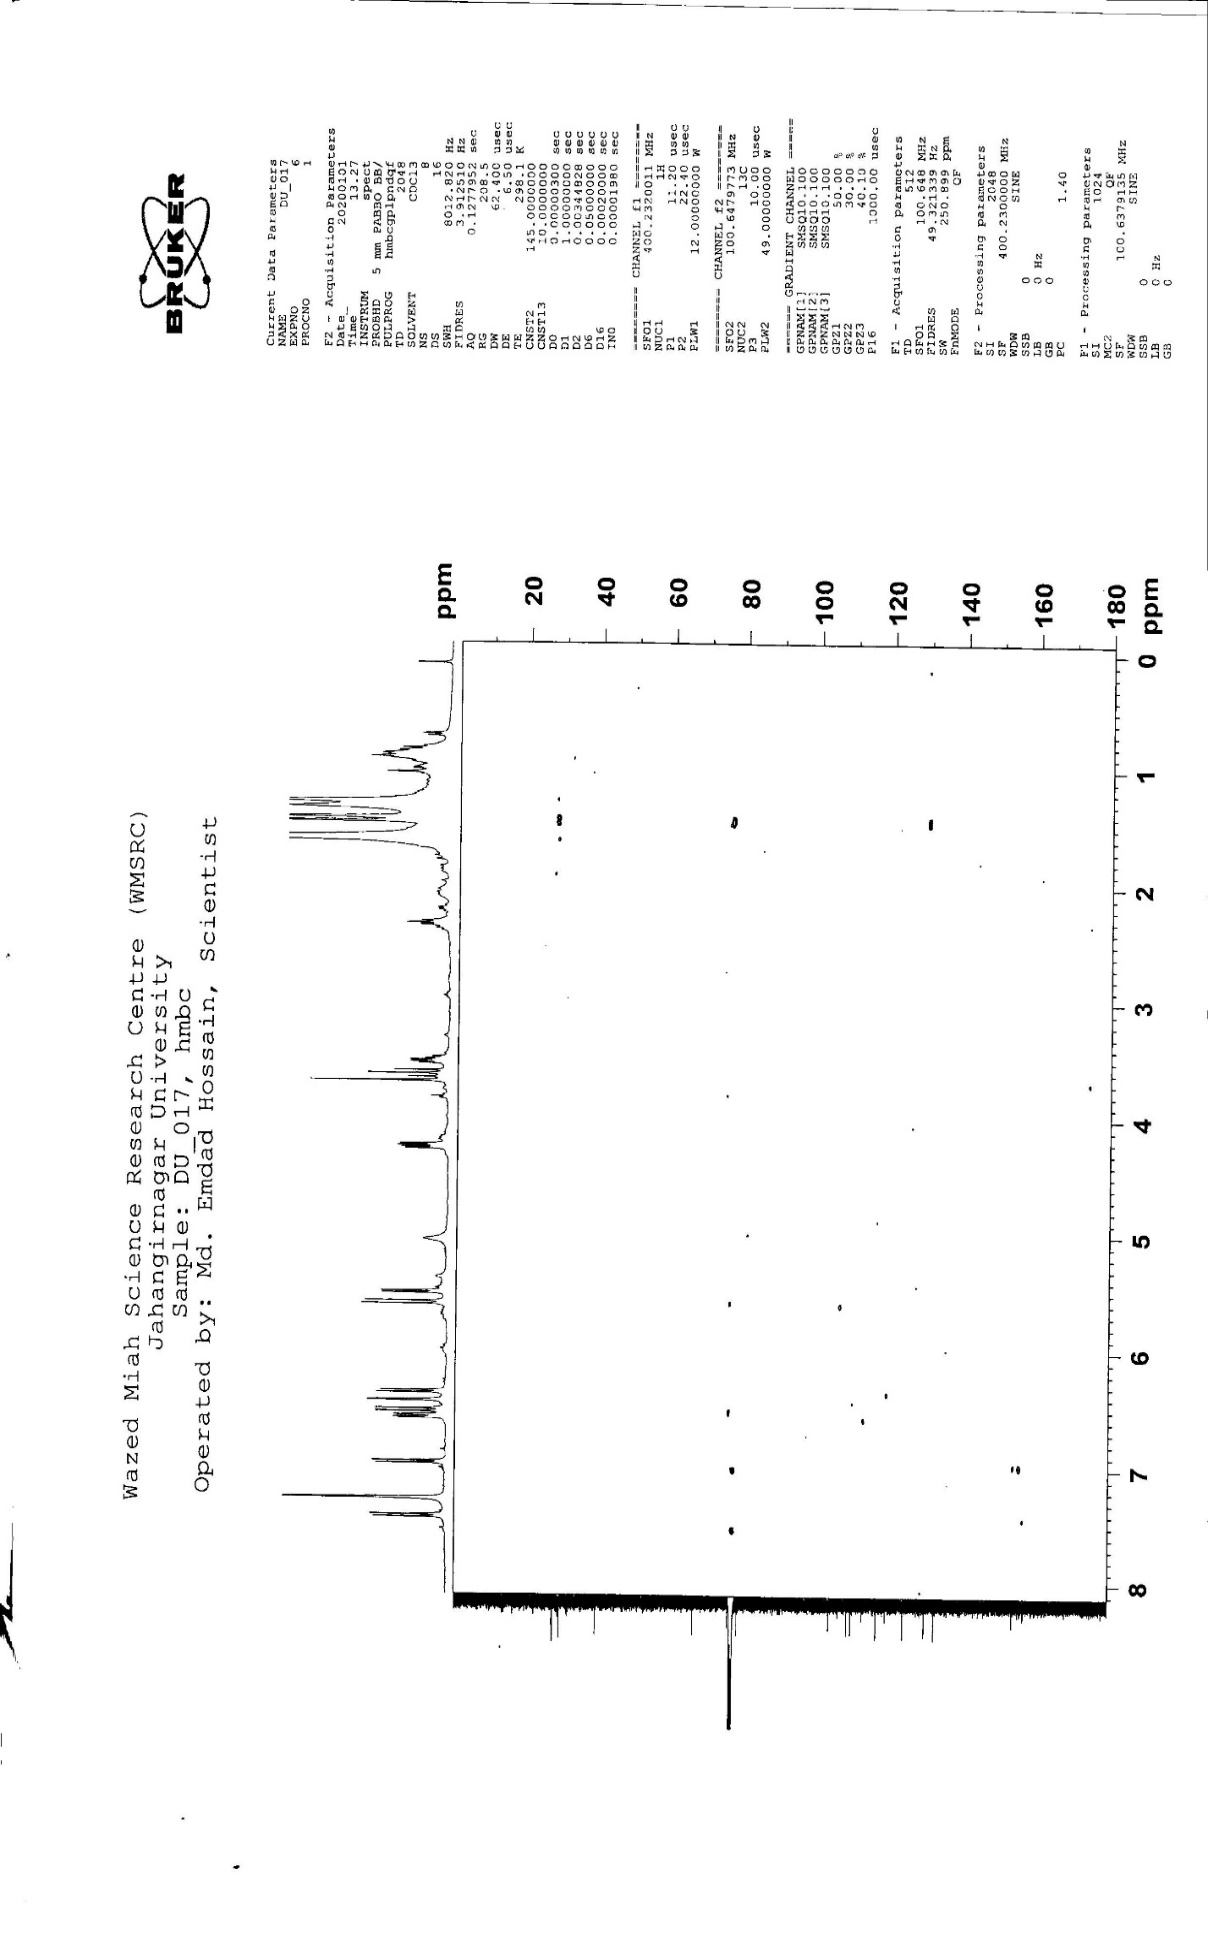 Wazed Miah Science Research Centre (WMSRC)
Jahangirnagar University
Sample: DU_017, hmbc
Operated by: Md. Emdad Hossain, Scientist
BRUKER
Current Data Parameters
NAME DU_017
EXPNO 6
PROCNO 1
F2 - Acquisition Parameters
Date_ 20200101
Time 13.27
INSTRUM spect
PROBHD 5 mm PABBO BB/
PULPROG hmbcgplpndqf
TD 2048
SOLVENT CDCl3
NS 8
DS 16
SWH 8012.820 Hz
FIDRES 3.912510 Hz
AQ 0.1277952 sec
RG 208.5
DW 62.400 usec
DE 6.50 usec
TE 298.1 K
CNST2 145.0000000
CNST13 10.0000000
D0 0.00000300 sec
D1 1.00000000 sec
D2 0.00344828 sec
D6 0.05000000 sec
D16 0.00020000 sec
IN0 0.00001980 sec
======== CHANNEL f1 ========
SFO1 400.2320011 MHz
NUC1 1H
P1 11.20 usec
P2 22.40 usec
PLW1 12.00000000 W
======== CHANNEL f2 ========
SFO2 100.6479773 MHz
NUC2 13C
P3 10.00 usec
PLW2 49.00000000 W
====== GRADIENT CHANNEL =====
GPNAM[1] SMSQ10.100
GPNAM[2] SMSQ10.100
GPNAM[3] SMSQ10.100
GPZ1 50.00 %
GPZ2 30.00 %
GPZ3 40.10 %
P16 1000.00 usec
F1 - Acquisition parameters
TD 512
SFO1 100.648 MHz
FIDRES 49.321339 Hz
SW 250.899 ppm
FnMODE QF
F2 - Processing parameters
SI 2048
SF 400.2300000 MHz
WDW SINE
SSB 0
LB 0 Hz
GB 0
PC 1.40
F1 - Processing parameters
SI 1024
MC2 QF
SF 100.6379135 MHz
WDW SINE
SSB 0
LB 0 Hz
GB 0
ppm
20
40
60
80
100
120
140
160
180
8 7 6 5 4 3 2 1 0 ppm